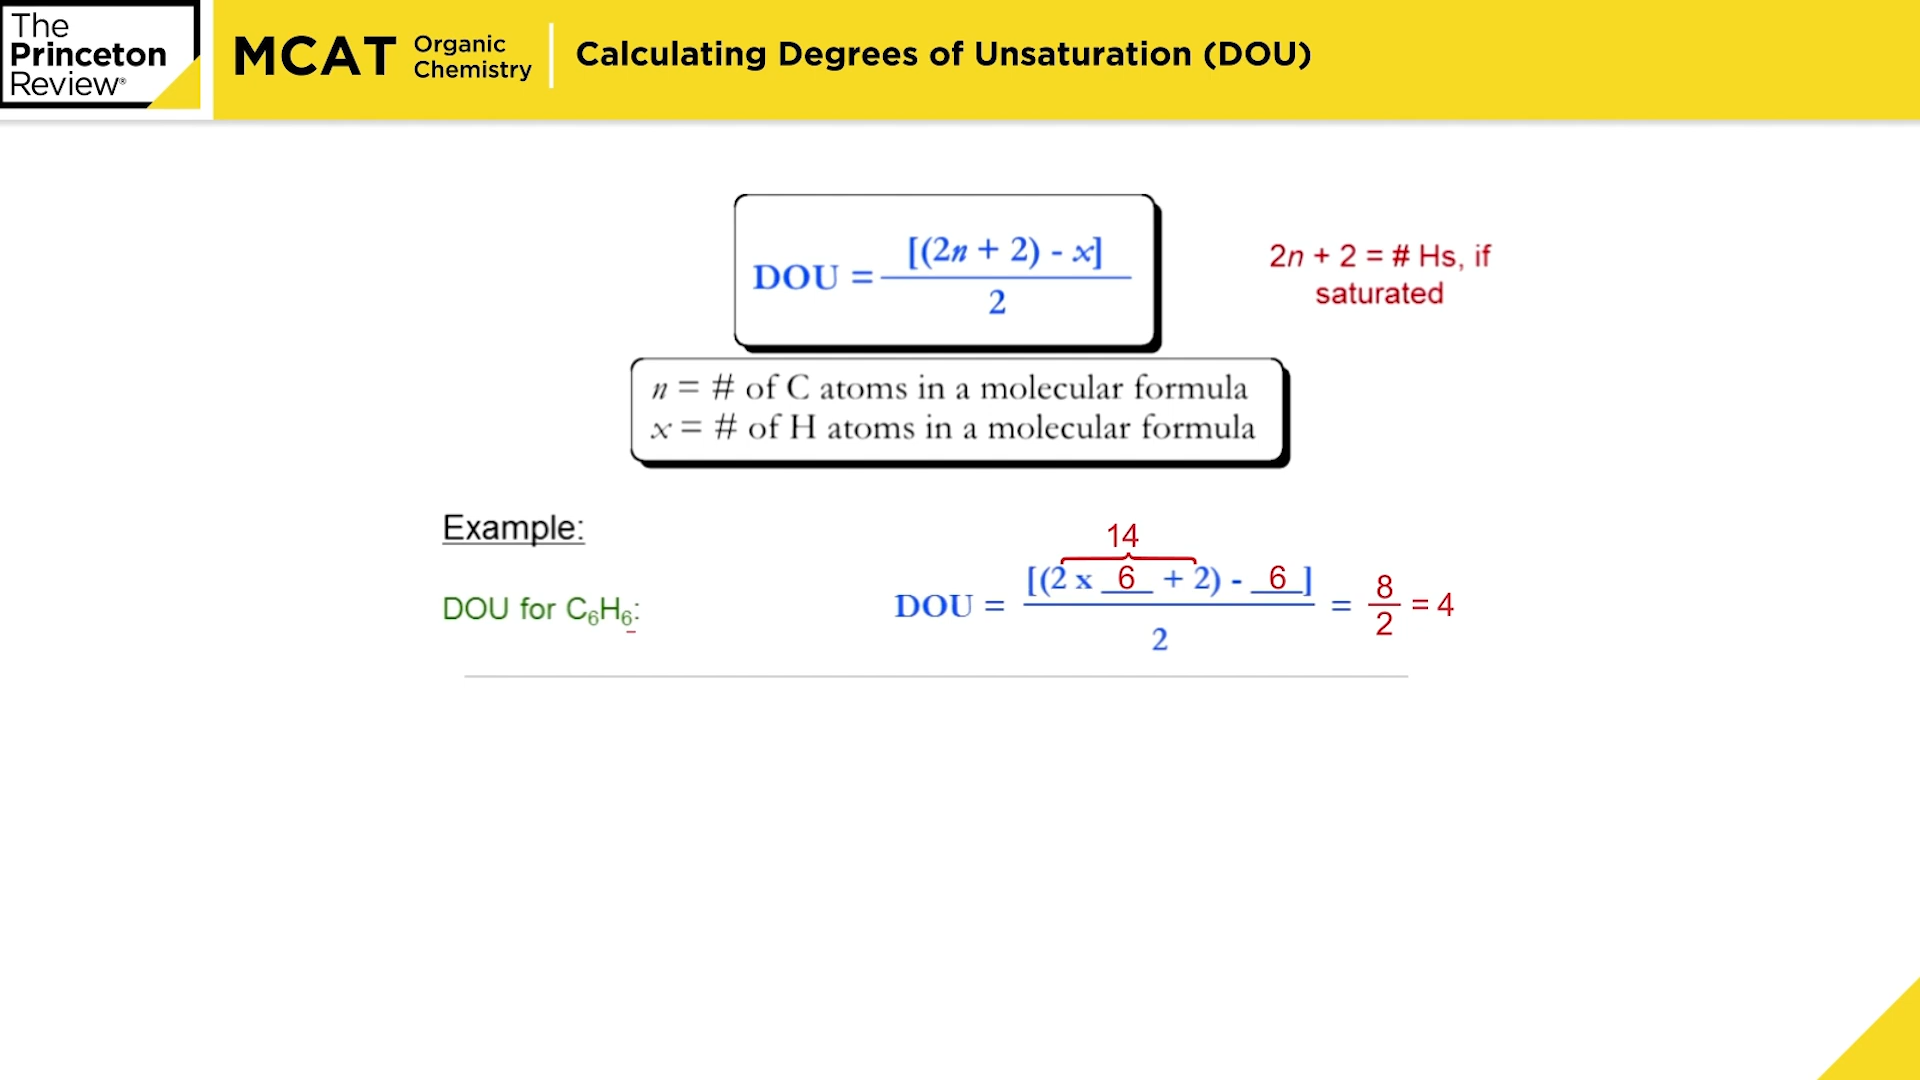 The
Princeton
Review®
MCAT Organic Chemistry
Calculating Degrees of Unsaturation (DOU)
DOU = [(2n + 2) - x] / 2
2n + 2 = # Hs, if
saturated
n = # of C atoms in a molecular formula
x = # of H atoms in a molecular formula
Example:
14
DOU for C₆H₆:
DOU = [(2 x 6 + 2) - 6] / 2 = 8 / 2 = 4